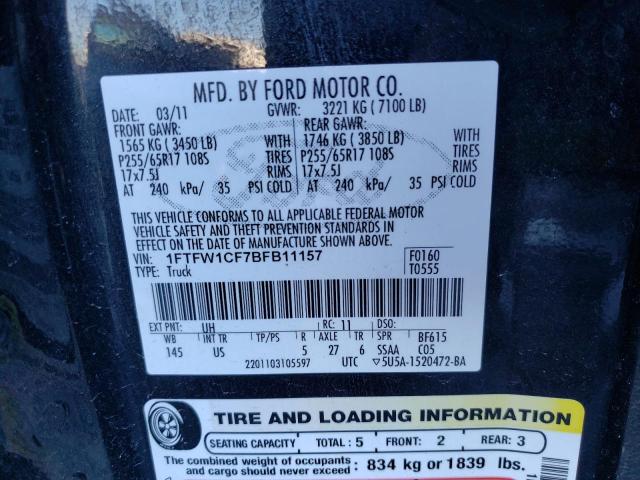 MFD. BY FORD MOTOR CO.
DATE: 03/11 GVWR: 3221 KG (7100 LB)
FRONT GAWR: REAR GAWR:
1565 KG (3450 LB) WITH 1746 KG (3850 LB) WITH
P255/65R17 108S TIRES P255/65R17 108S TIRES
17x7.5J RIMS 17x7.5J RIMS
AT 240 kPa/ 35 PSI COLD AT 240 kPa/ 35 PSI COLD
THIS VEHICLE CONFORMS TO ALL APPLICABLE FEDERAL MOTOR
VEHICLE SAFETY AND THEFT PREVENTION STANDARDS IN
EFFECT ON THE DATE OF MANUFACTURE SHOWN ABOVE.
VIN: 1FTFW1CF7BFB11157 F0160
TYPE: Truck T0555
EXT PNT: UH RC: 11 DSO:
WB INT TR TP/PS R AXLE TR SPR BF615
145 US 5 27 6 SSAA C05
2201103105597 UTC ▽5U5A-1520472-BA
TIRE AND LOADING INFORMATION
SEATING CAPACITY TOTAL: 5 FRONT: 2 REAR: 3
The combined weight of occupants and cargo should never exceed 834 kg or 1839 lbs.